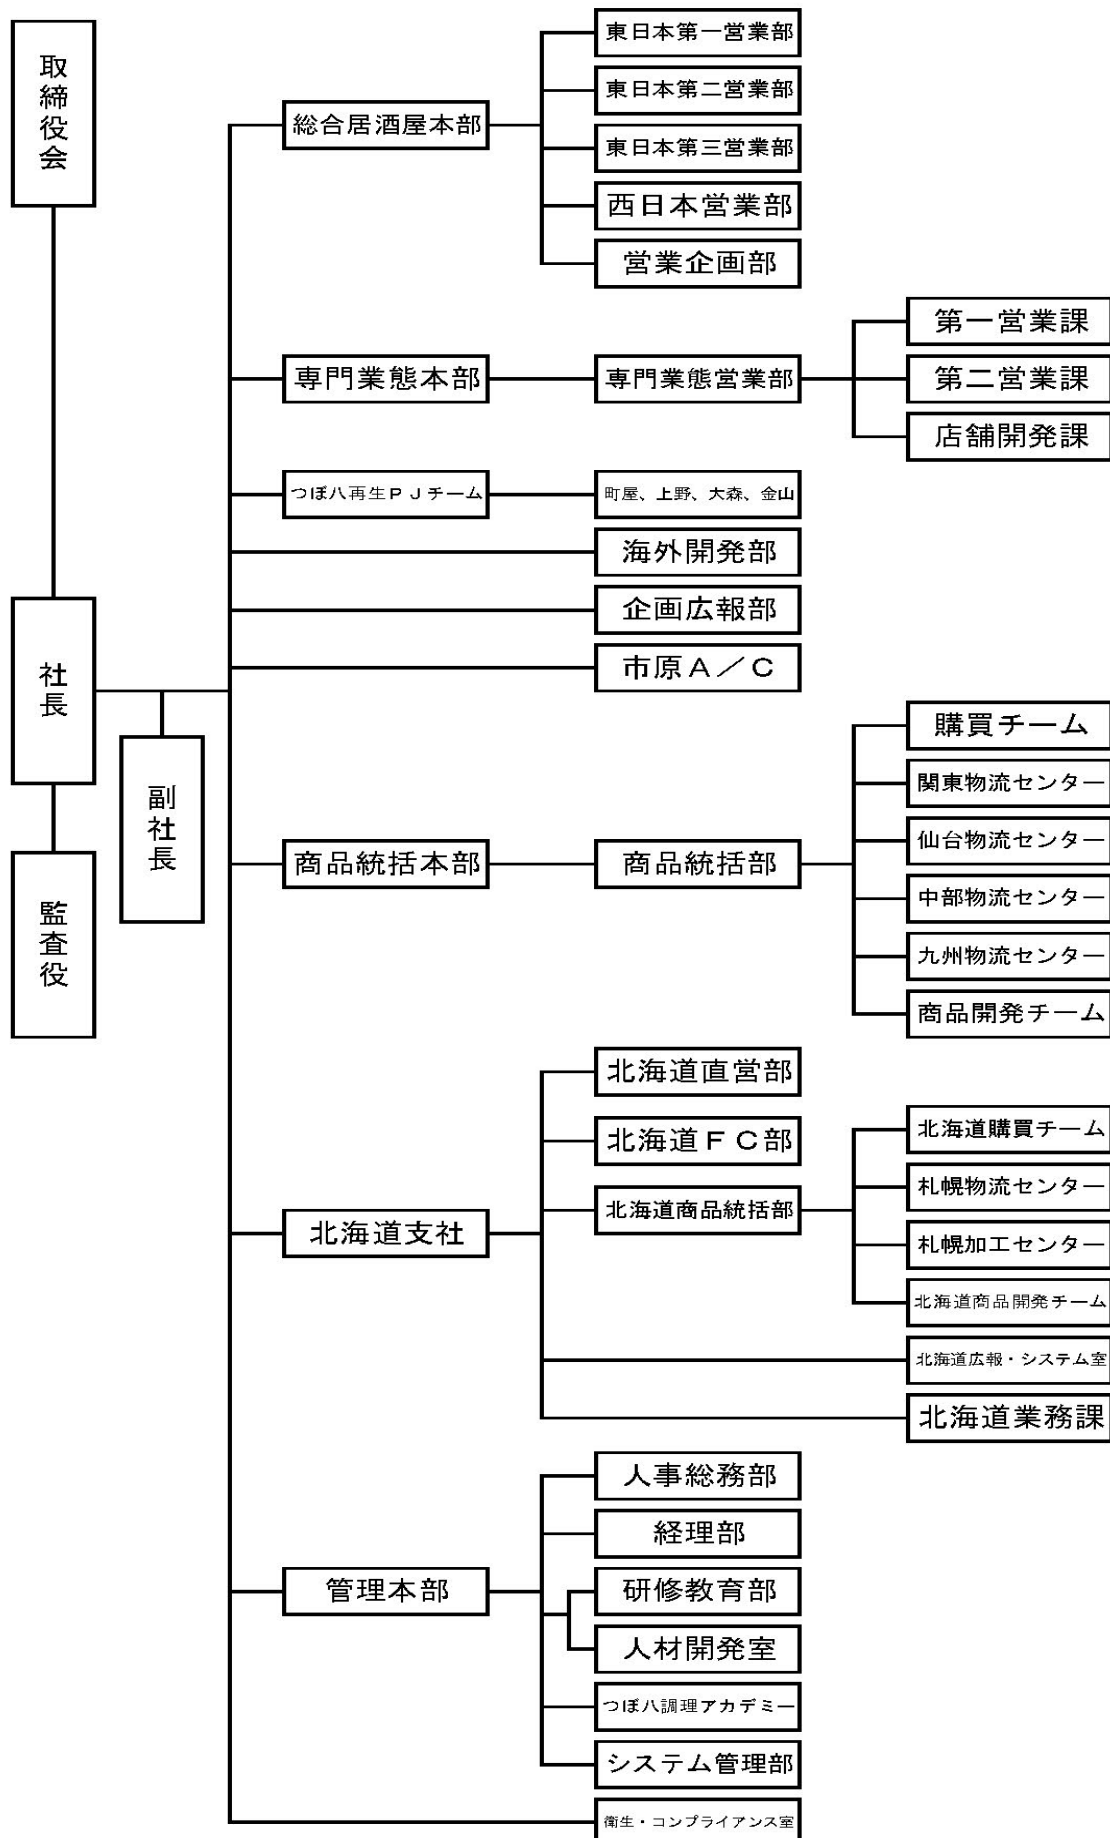 取締役会
社長
副社長
監査役
総合居酒屋本部
東日本第一営業部
東日本第二営業部
東日本第三営業部
西日本営業部
営業企画部
専門業態本部
専門業態営業部
第一営業課
第二営業課
店舗開発課
つぼ八再生PJチーム
町屋、上野、大森、金山
海外開発部
企画広報部
市原A/C
商品統括本部
商品統括部
購買チーム
関東物流センター
仙台物流センター
中部物流センター
九州物流センター
商品開発チーム
北海道支社
北海道直営部
北海道FC部
北海道商品統括部
北海道購買チーム
札幌物流センター
札幌加工センター
北海道商品開発チーム
北海道広報・システム室
北海道業務課
管理本部
人事総務部
経理部
研修教育部
人材開発室
つぼ八調理アカデミー
システム管理部
衛生・コンプライアンス室